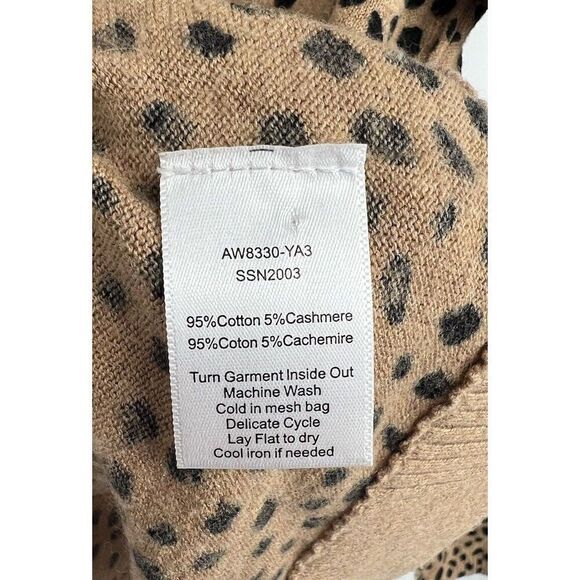 AW8330-YA3
SSN2003
95%Cotton 5%Cashmere
95%Coton 5%Cachemire
Turn Garment Inside Out
Machine Wash
Cold in mesh bag
Delicate Cycle
Lay Flat to dry
Cool iron if needed